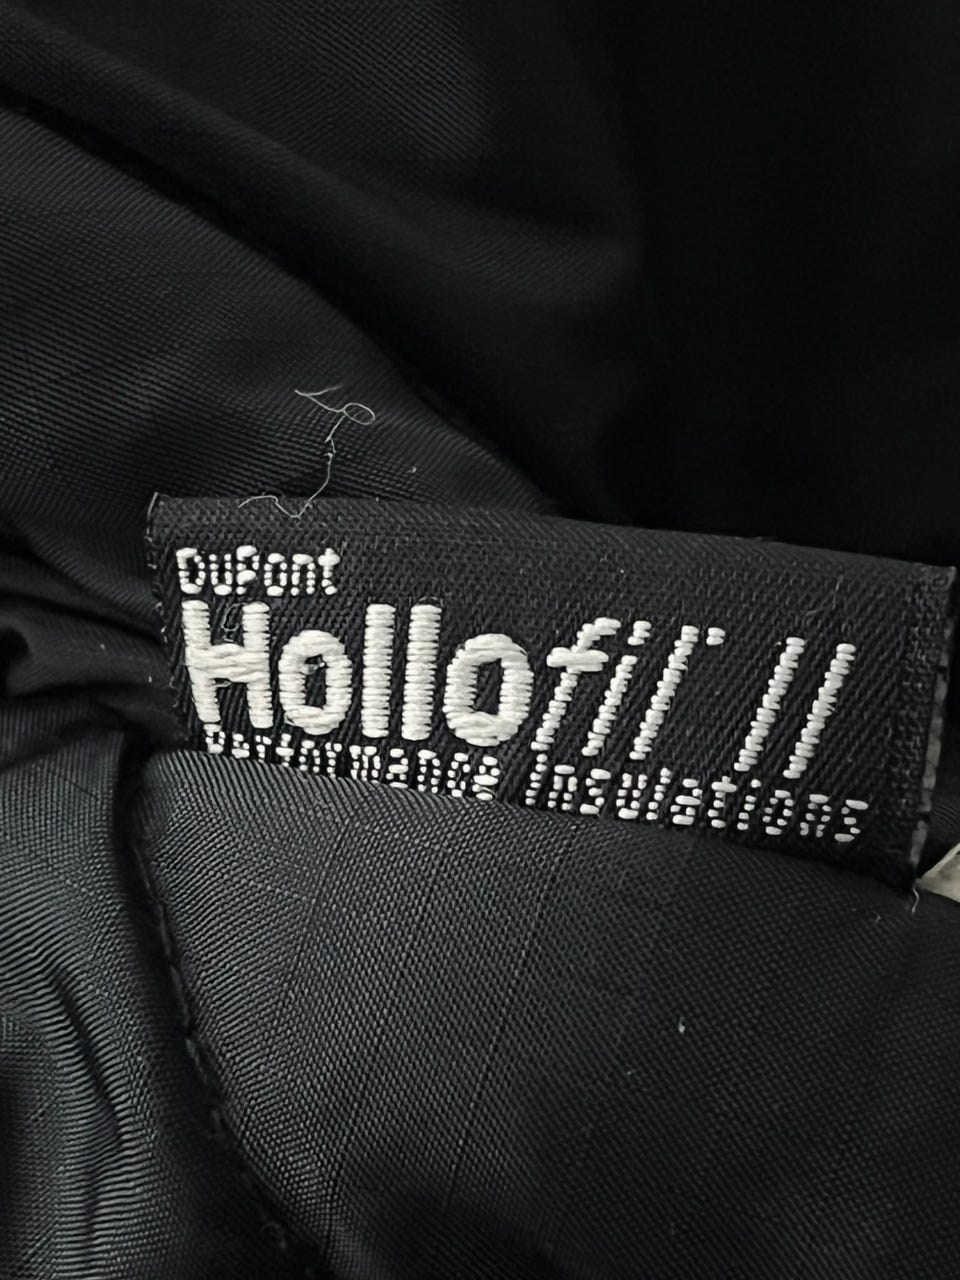 DuPont
Hollofil® II
Performance Insulations